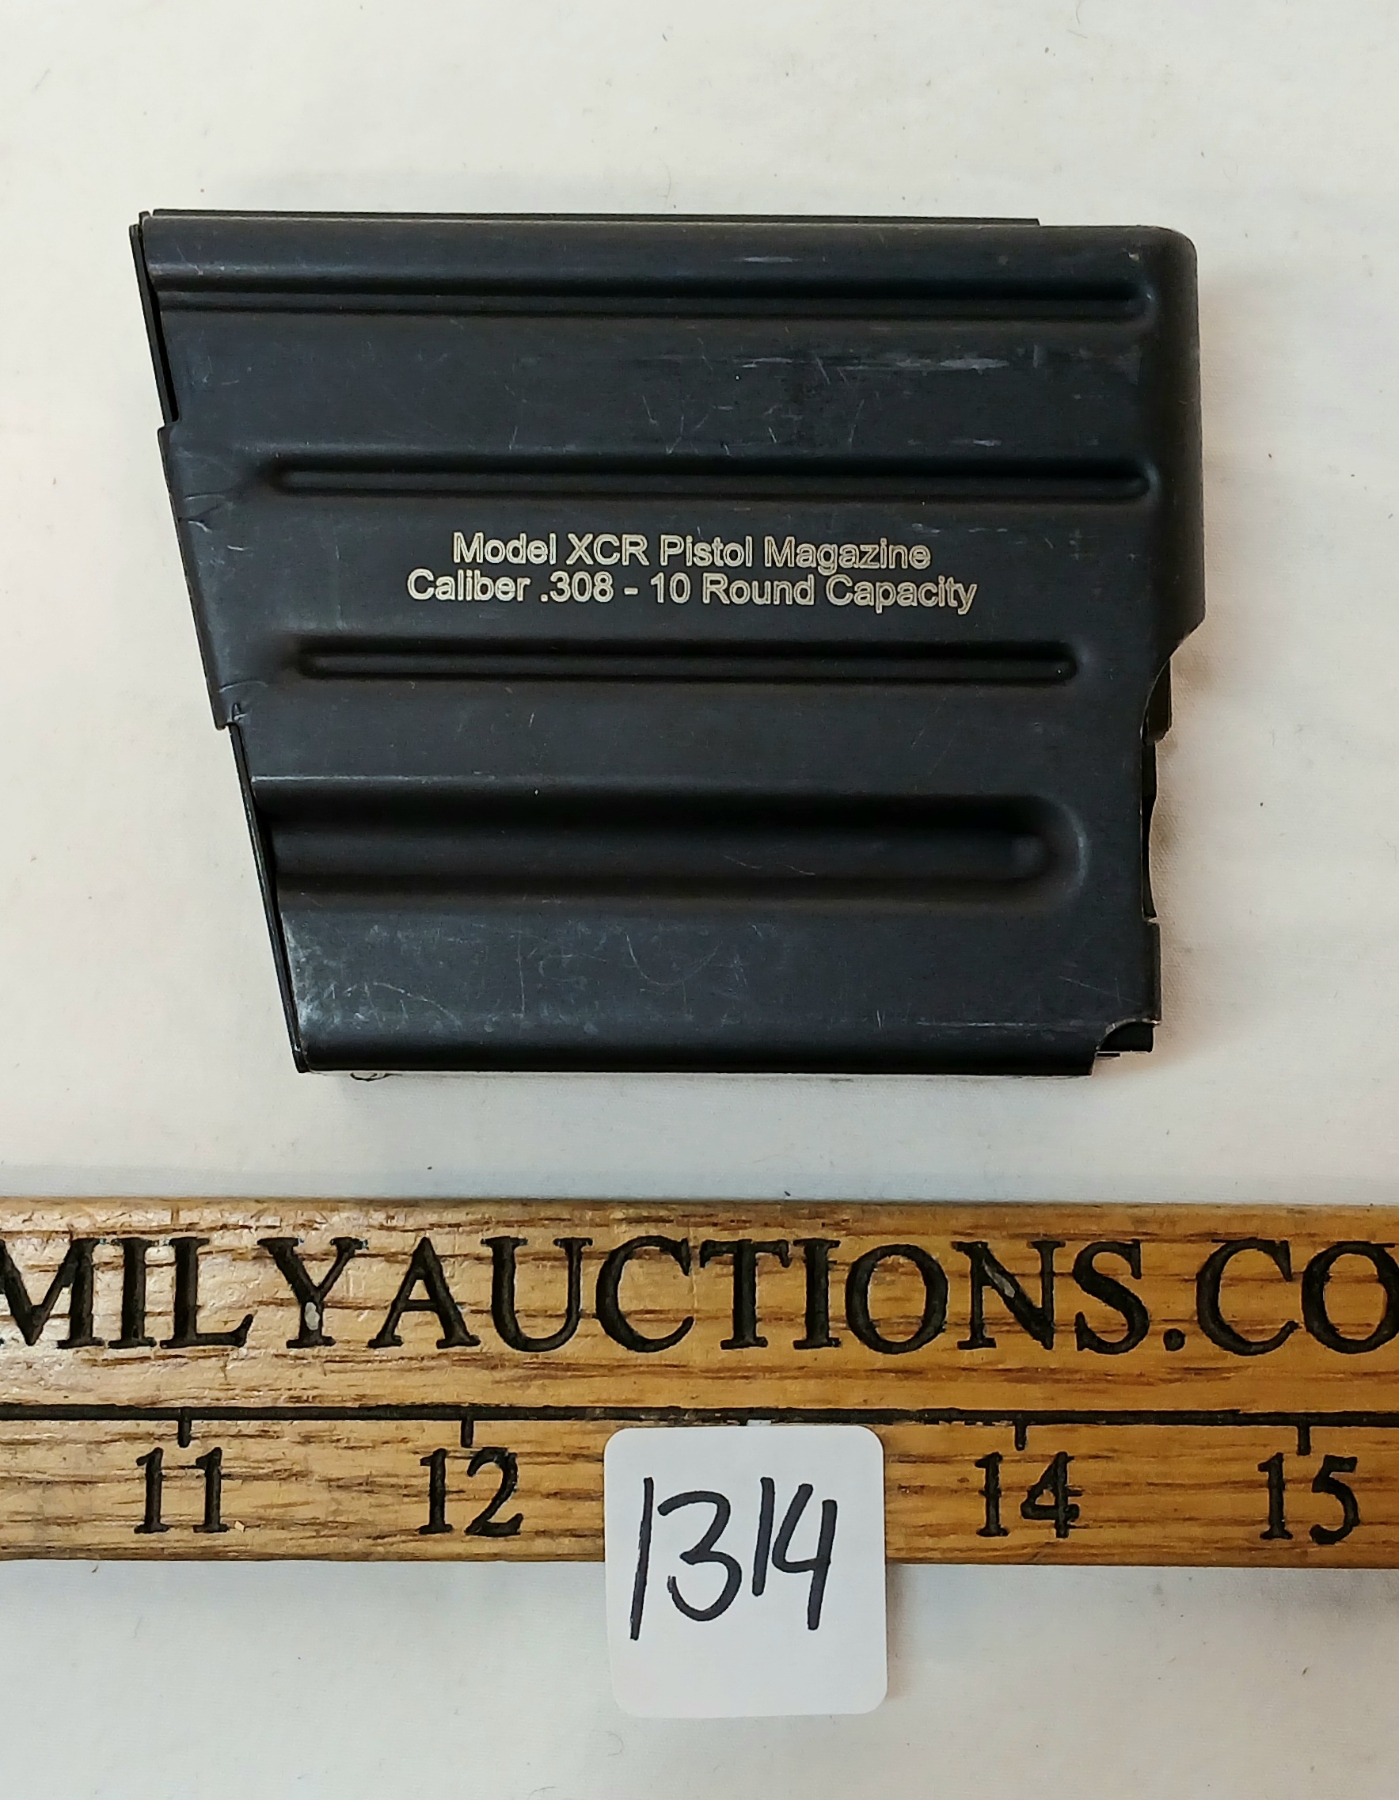 Model XCR Pistol Magazine
Caliber .308 - 10 Round Capacity
MILYAUCTIONS.CO
11 12 14 15
1314